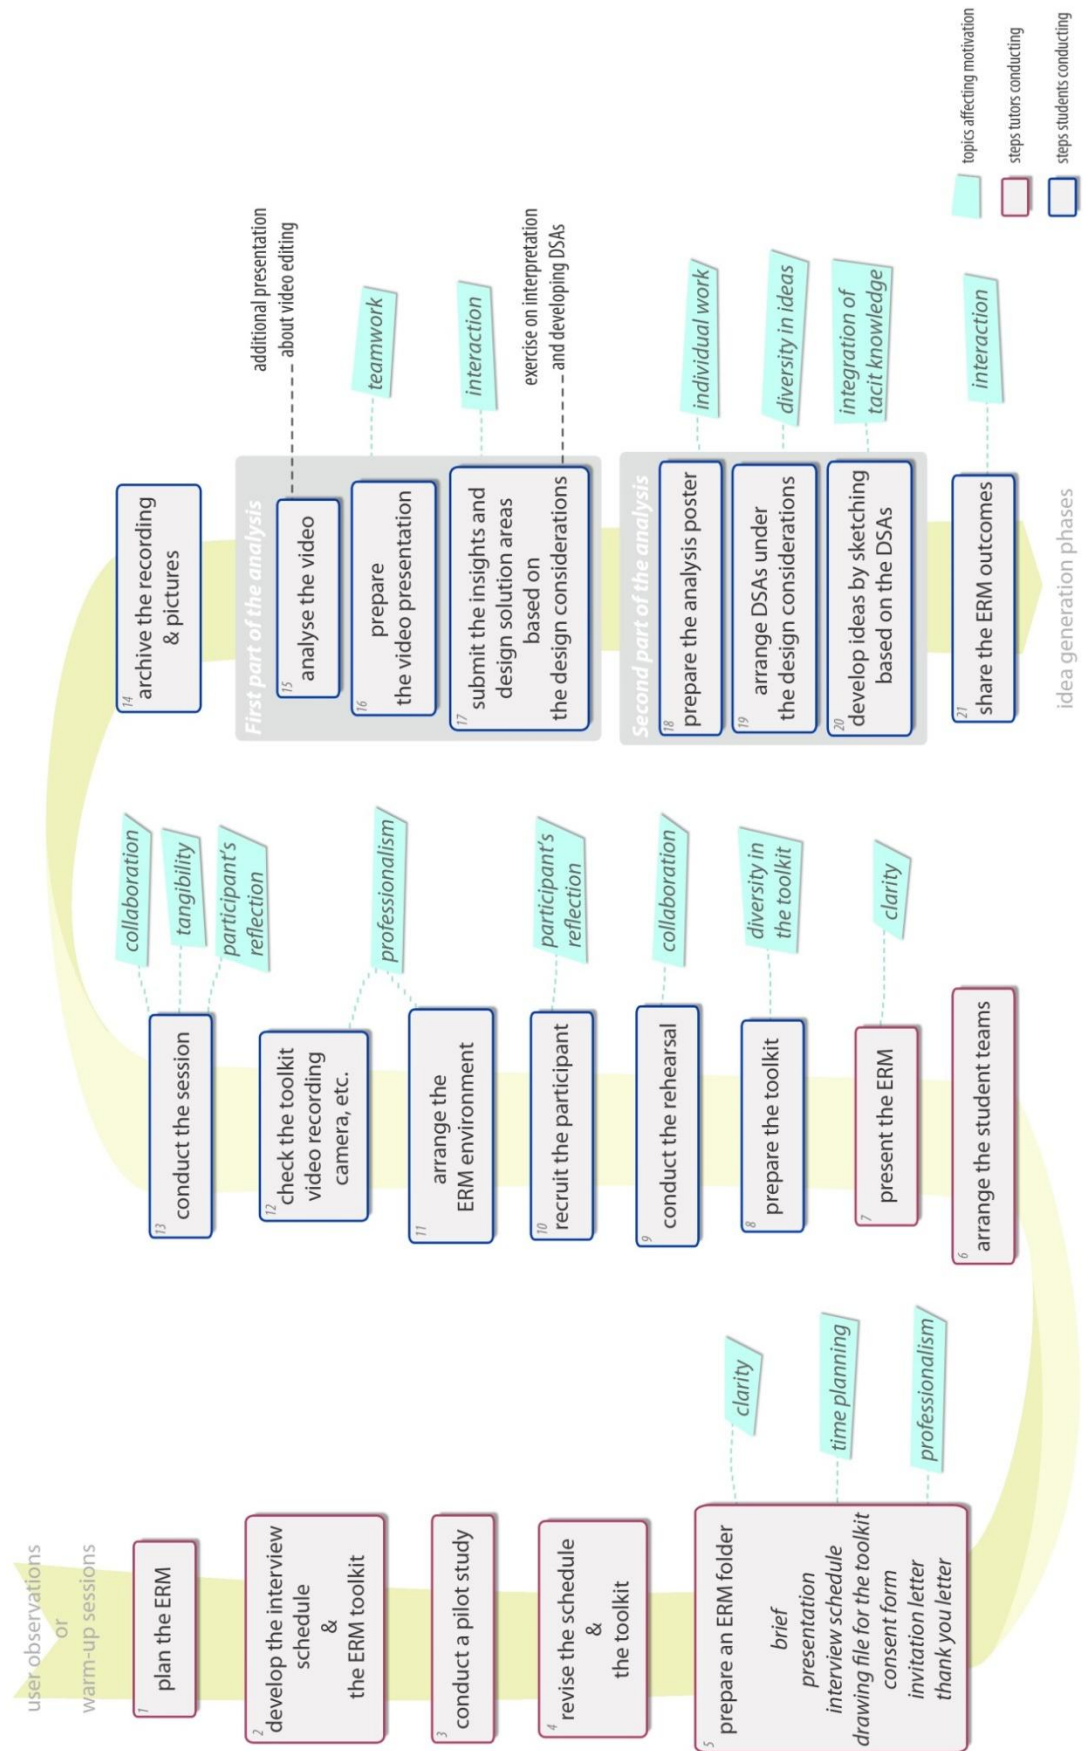 user observations
or
warm-up sessions
1
plan the ERM
2
develop the interview
schedule
&
the ERM toolkit
3
conduct a pilot study
4
revise the schedule
&
the toolkit
5
prepare an ERM folder
brief
presentation
interview schedule
drawing file for the toolkit
consent form
invitation letter
thank you letter
clarity
time planning
professionalism
6
arrange the student teams
7
present the ERM
clarity
8
prepare the toolkit
diversity in
the toolkit
9
conduct the rehearsal
collaboration
10
recruit the participant
participant's
reflection
11
arrange the
ERM environment
12
check the toolkit
video recording
camera, etc.
professionalism
13
conduct the session
collaboration
tangibility
participant's
reflection
14
archive the recording
& pictures
First part of the analysis
15
analyse the video
additional presentation
about video editing
16
prepare
the video presentation
teamwork
17
submit the insights and
design solution areas
based on
the design considerations
interaction
exercise on interpretation
and developing DSAs
Second part of the analysis
18
prepare the analysis poster
individual work
19
arrange DSAs under
the design considerations
diversity in ideas
20
develop ideas by sketching
based on the DSAs
integration of
tacit knowledge
21
share the ERM outcomes
interaction
idea generation phases
topics affecting motivation
steps tutors conducting
steps students conducting